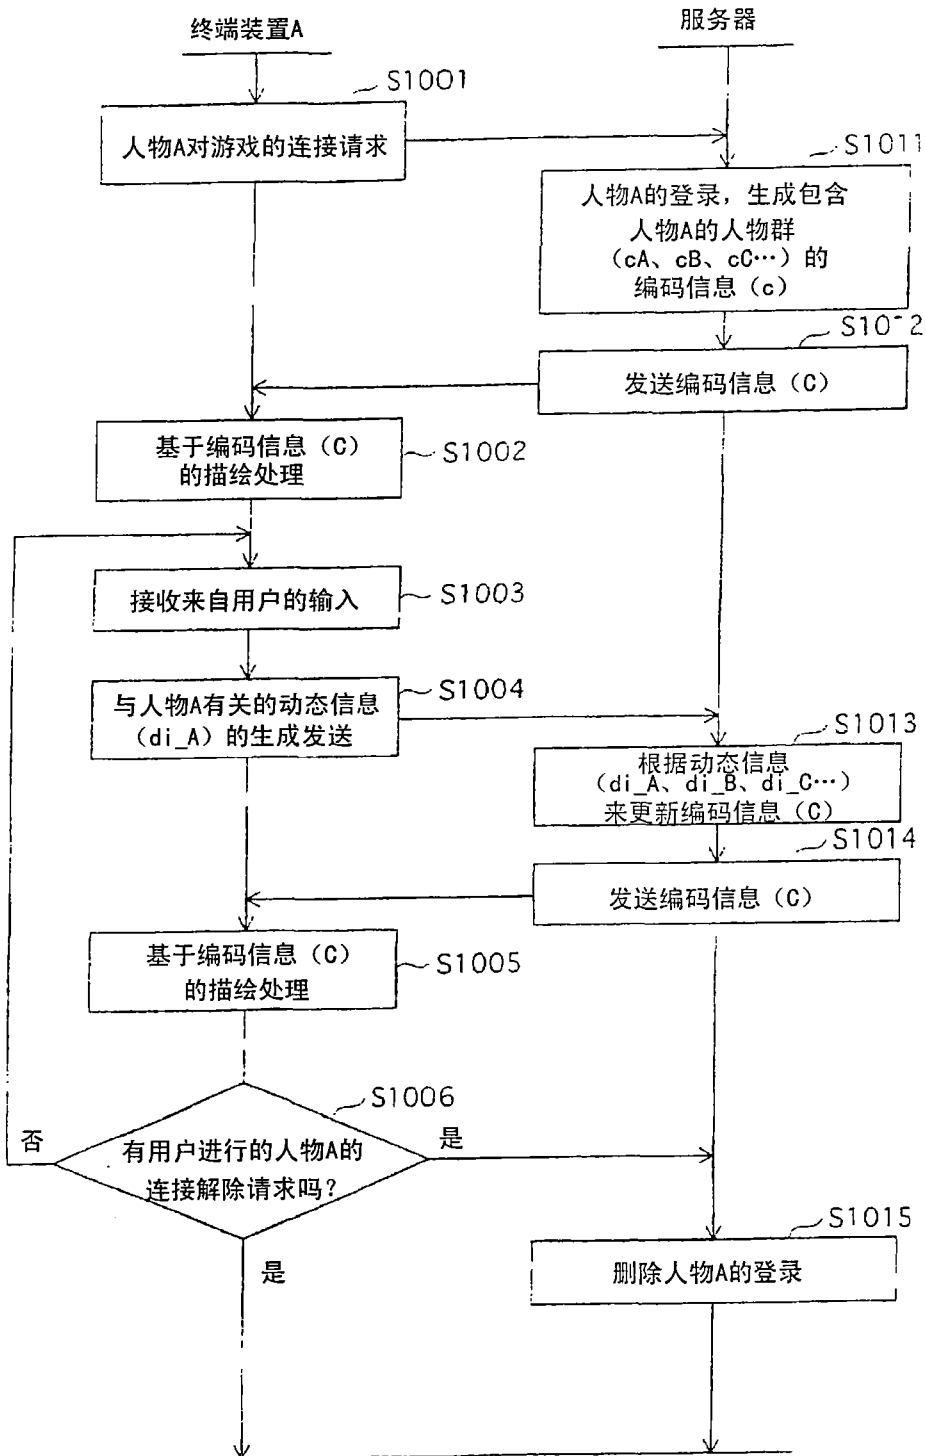 终端装置A
服务器
S1001
人物A对游戏的连接请求
S1011
人物A的登录，生成包含
人物A的人物群
（cA、cB、cC…）的
编码信息（c）
发送编码信息（C）
基于编码信息（C）
的描绘处理
S1002
接收来自用户的输入
S1003
与人物A有关的动态信息
（di_A）的生成发送
S1004
S1013
根据动态信息
（di_A、di_B、di_C…）
来更新编码信息（C）
S1014
发送编码信息（C）
基于编码信息（C）
的描绘处理
S1005
S1006
有用户进行的人物A的
连接解除请求吗？
否
是
是
S1015
删除人物A的登录